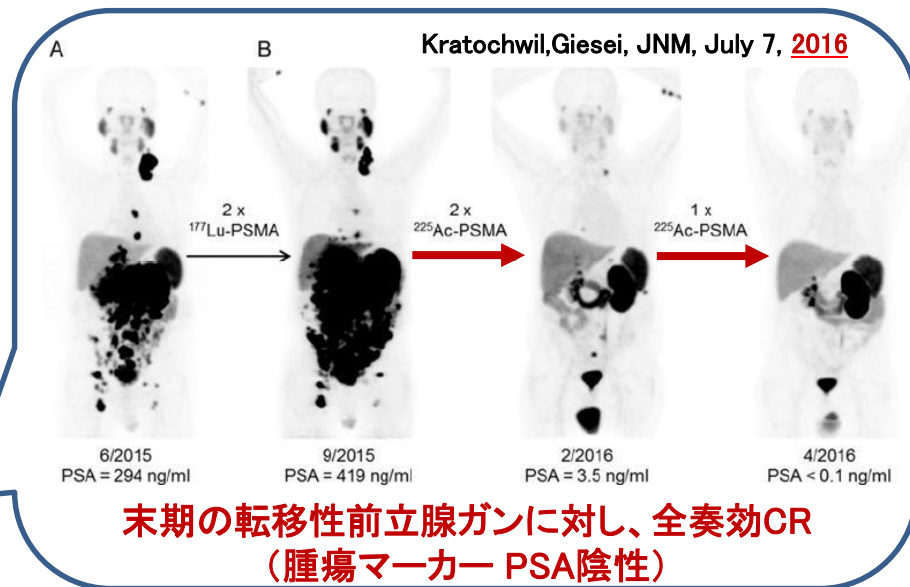 A
B
Kratochwil,Giesei, JNM, July 7, 2016
2 x
¹⁷⁷Lu-PSMA
2 x
²²⁵Ac-PSMA
1 x
²²⁵Ac-PSMA
6/2015
PSA = 294 ng/ml
9/2015
PSA = 419 ng/ml
2/2016
PSA = 3.5 ng/ml
4/2016
PSA < 0.1 ng/ml
末期の転移性前立腺ガンに対し、全奏効CR
（腫瘍マーカー PSA陰性）